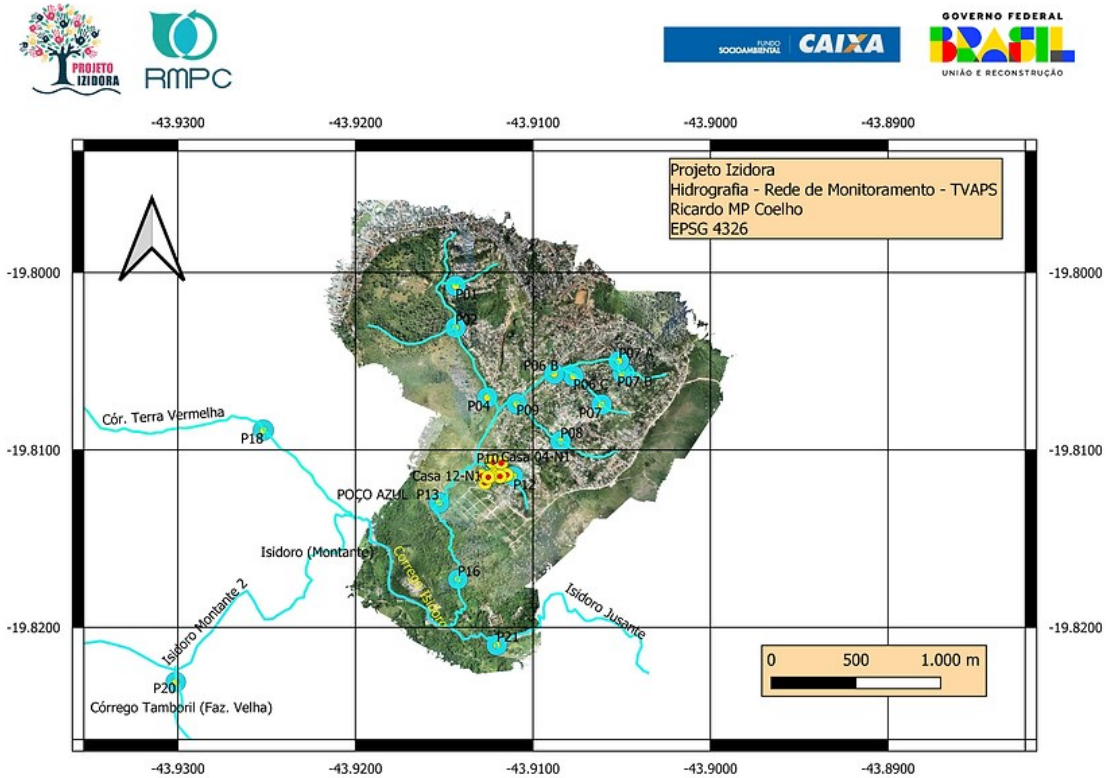 PROJETO
IZIDORA
RMPC
FUNDO
SOCIOAMBIENTAL
CAIXA
GOVERNO FEDERAL
BRASIL
UNIÃO E RECONSTRUÇÃO
-43.9300 -43.9200 -43.9100 -43.9000 -43.8900
Projeto Izidora
Hidrografia - Rede de Monitoramento - TVAPS
Ricardo MP Coelho
EPSG 4326
-19.8000 -19.8000
P01
P02
P07 A
P06 B
P06 C
P07 B
P04
P09
P07
Cór. Terra Vermelha
P18
P08
-19.8100 -19.8100
P10
Casa 04-N1
Casa 12-N1
P12
POÇO AZUL
P13
Isidoro (Montante)
Córrego Isidoro
P16
Isidoro Montante 2
Isidoro Jusante
-19.8200 -19.8200
P21
0 500 1.000 m
P20
Córrego Tamboril (Faz. Velha)
-43.9300 -43.9200 -43.9100 -43.9000 -43.8900